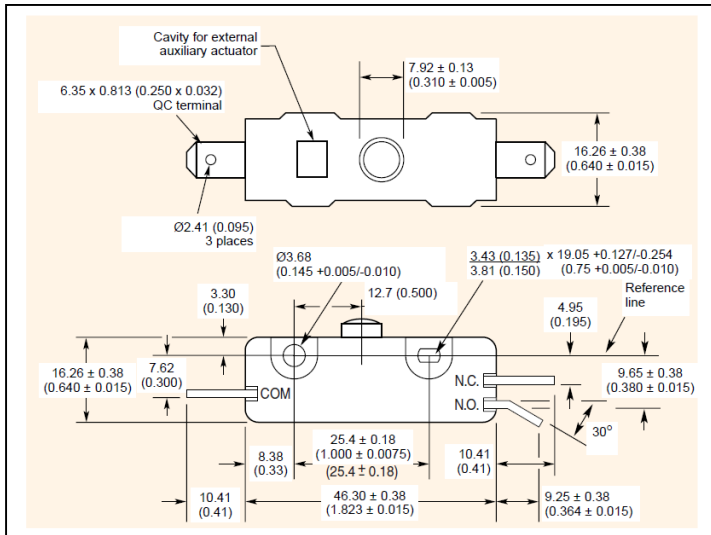 Cavity for external
auxiliary actuator
7.92 ± 0.13
(0.310 ± 0.005)
6.35 x 0.813 (0.250 x 0.032)
QC terminal
16.26 ± 0.38
(0.640 ± 0.015)
Ø2.41 (0.095)
3 places
Ø3.68
(0.145 +0.005/-0.010)
3.43 (0.135) x 19.05 +0.127/-0.254
3.81 (0.150) (0.75 +0.005/-0.010)
Reference
line
3.30
(0.130)
12.7 (0.500)
4.95
(0.195)
16.26 ± 0.38
(0.640 ± 0.015)
7.62
(0.300)
COM
N.C.
N.O.
9.65 ± 0.38
(0.380 ± 0.015)
30°
8.38
(0.33)
25.4 ± 0.18
(1.000 ± 0.0075)
(25.4 ± 0.18)
10.41
(0.41)
10.41
(0.41)
46.30 ± 0.38
(1.823 ± 0.015)
9.25 ± 0.38
(0.364 ± 0.015)